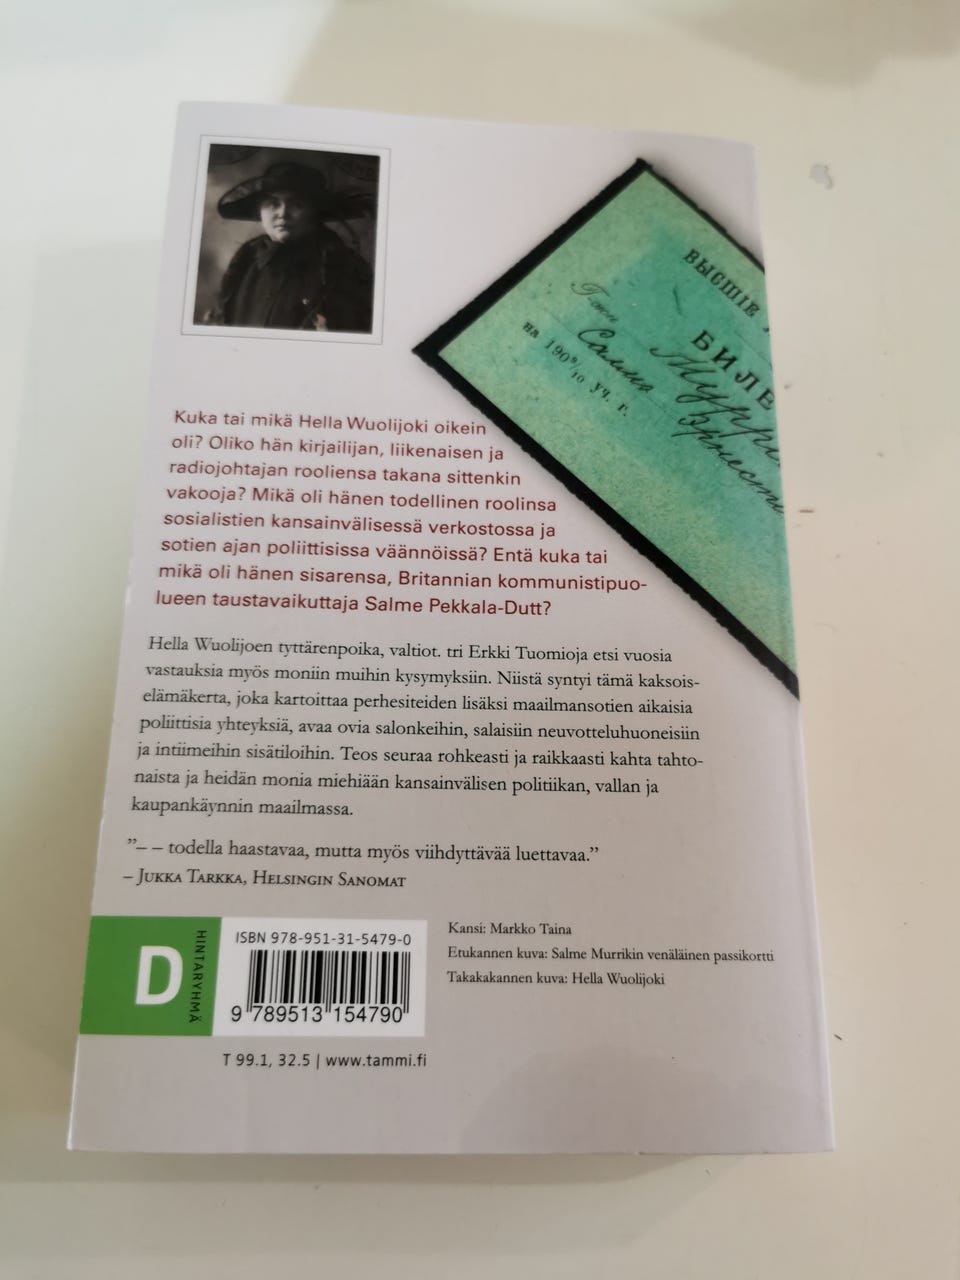 ВЫСШІЕ
БИЛЕ
на 190⁹/₁₀ уч. г.
Kuka tai mikä Hella Wuolijoki oikein
oli? Oliko hän kirjailijan, liikenaisen ja
radiojohtajan rooliensa takana sittenkin
vakooja? Mikä oli hänen todellinen roolinsa
sosialistien kansainvälisessä verkostossa ja
sotien ajan poliittisissa väännöissä? Entä kuka tai
mikä oli hänen sisarensa, Britannian kommunistipuo-
lueen taustavaikuttaja Salme Pekkala-Dutt?
Hella Wuolijoen tyttärenpoika, valtiot. tri Erkki Tuomioja etsi vuosia
vastauksia myös moniin muihin kysymyksiin. Niistä syntyi tämä kaksois-
elämäkerta, joka kartoittaa perhesiteiden lisäksi maailmansotien aikaisia
poliittisia yhteyksiä, avaa ovia salonkeihin, salaisiin neuvotteluhuoneisiin
ja intiimeihin sisätiloihin. Teos seuraa rohkeasti ja raikkaasti kahta tahto-
naista ja heidän monia miehiään kansainvälisen politiikan, vallan ja
kaupankäynnin maailmassa.
”– – todella haastavaa, mutta myös viihdyttävää luettavaa.”
– Jukka Tarkka, Helsingin Sanomat
D
HINTARYHMÄ
ISBN 978-951-31-5479-0
9 789513 154790
Kansi: Markko Taina
Etukannen kuva: Salme Murrikin venäläinen passikortti
Takakakannen kuva: Hella Wuolijoki
T 99.1, 32.5 | www.tammi.fi